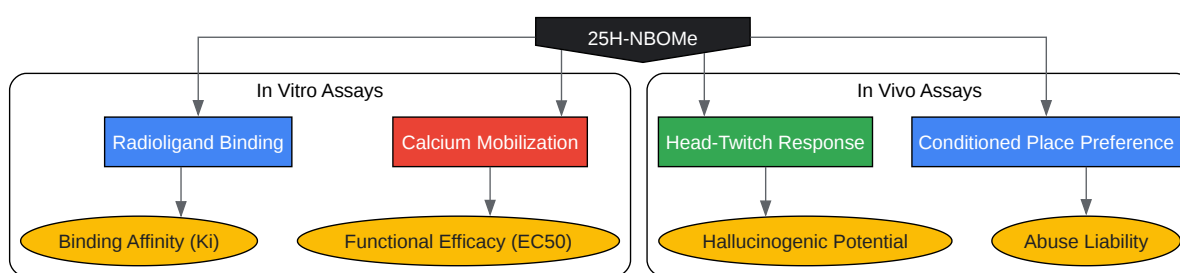 25H-NBOMe
In Vitro Assays
In Vivo Assays
Radioligand Binding
Calcium Mobilization
Head-Twitch Response
Conditioned Place Preference
Binding Affinity (Ki)
Functional Efficacy (EC50)
Hallucinogenic Potential
Abuse Liability